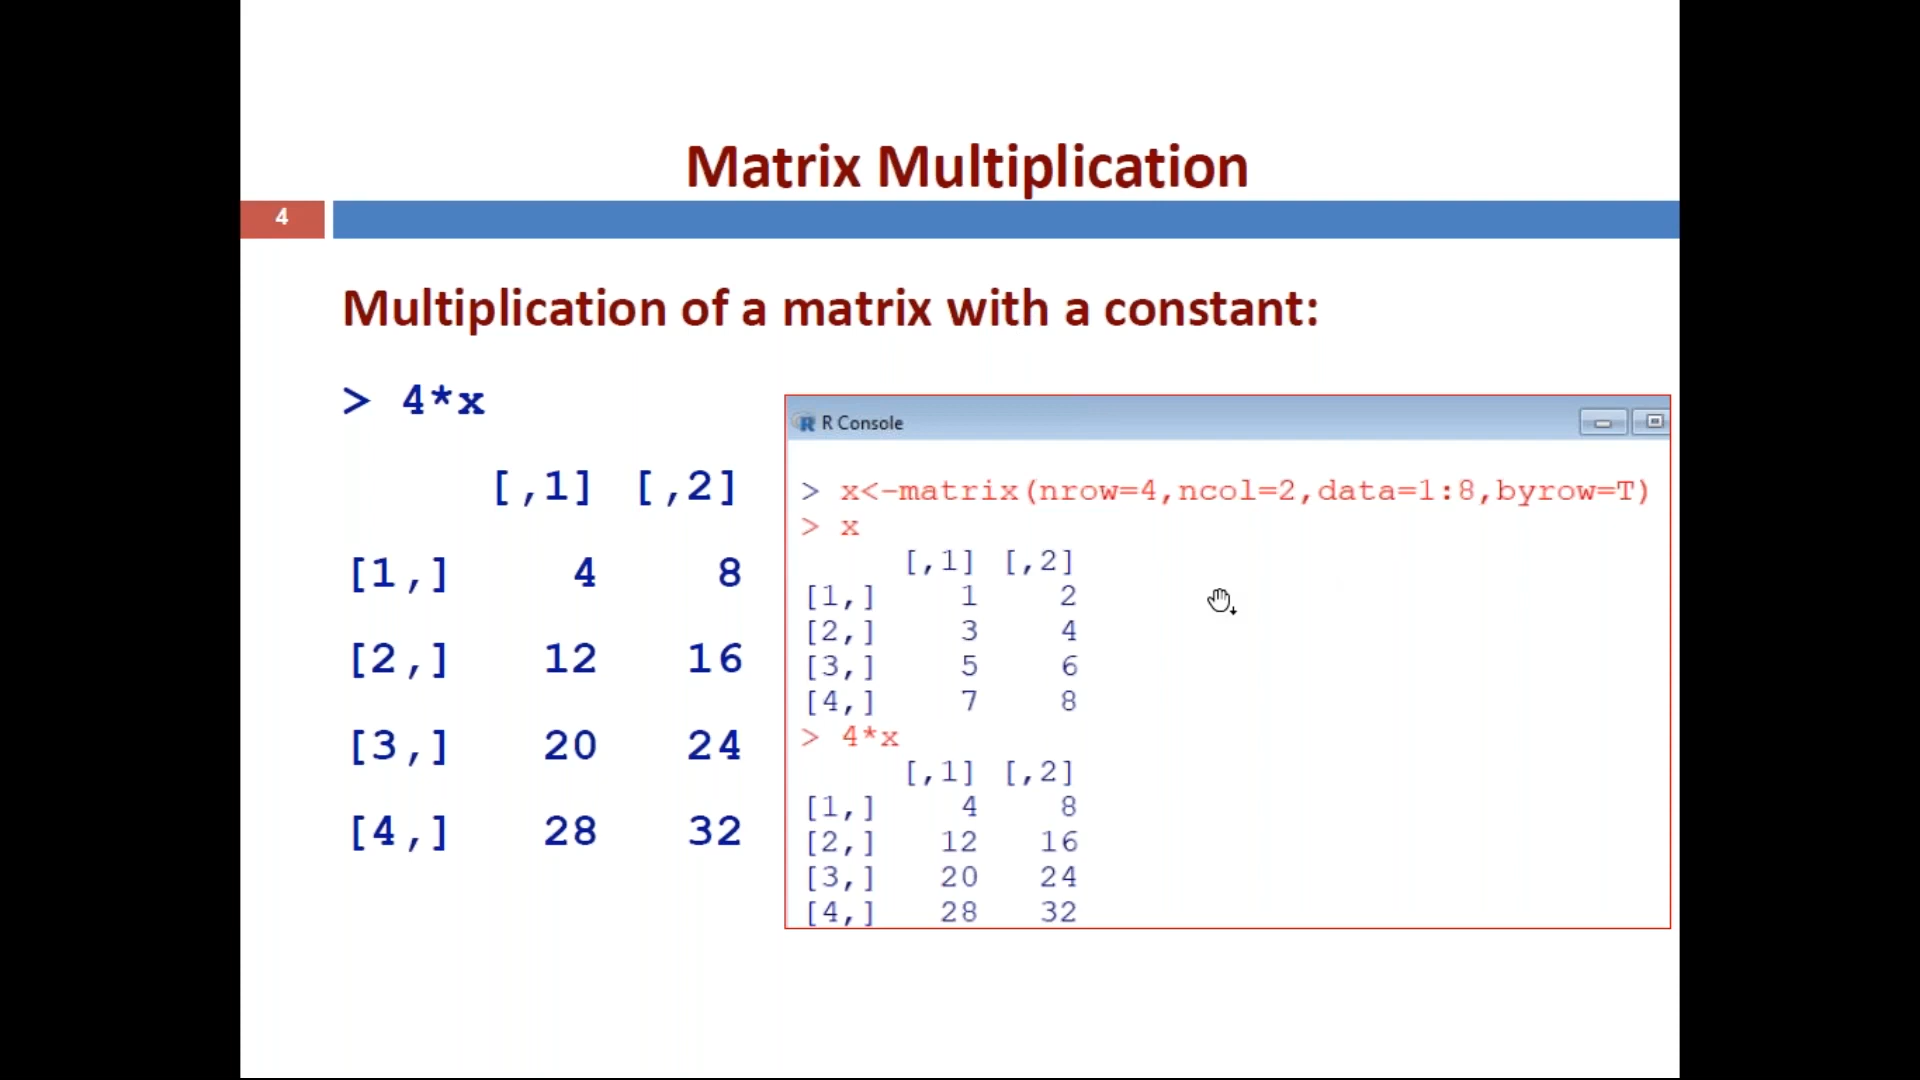 Matrix Multiplication
4
Multiplication of a matrix with a constant:
> 4*x
[,1] [,2]
[1,] 4 8
[2,] 12 16
[3,] 20 24
[4,] 28 32
R Console
> x<-matrix(nrow=4,ncol=2,data=1:8,byrow=T)
> x
[,1] [,2]
[1,] 1 2
[2,] 3 4
[3,] 5 6
[4,] 7 8
> 4*x
[,1] [,2]
[1,] 4 8
[2,] 12 16
[3,] 20 24
[4,] 28 32